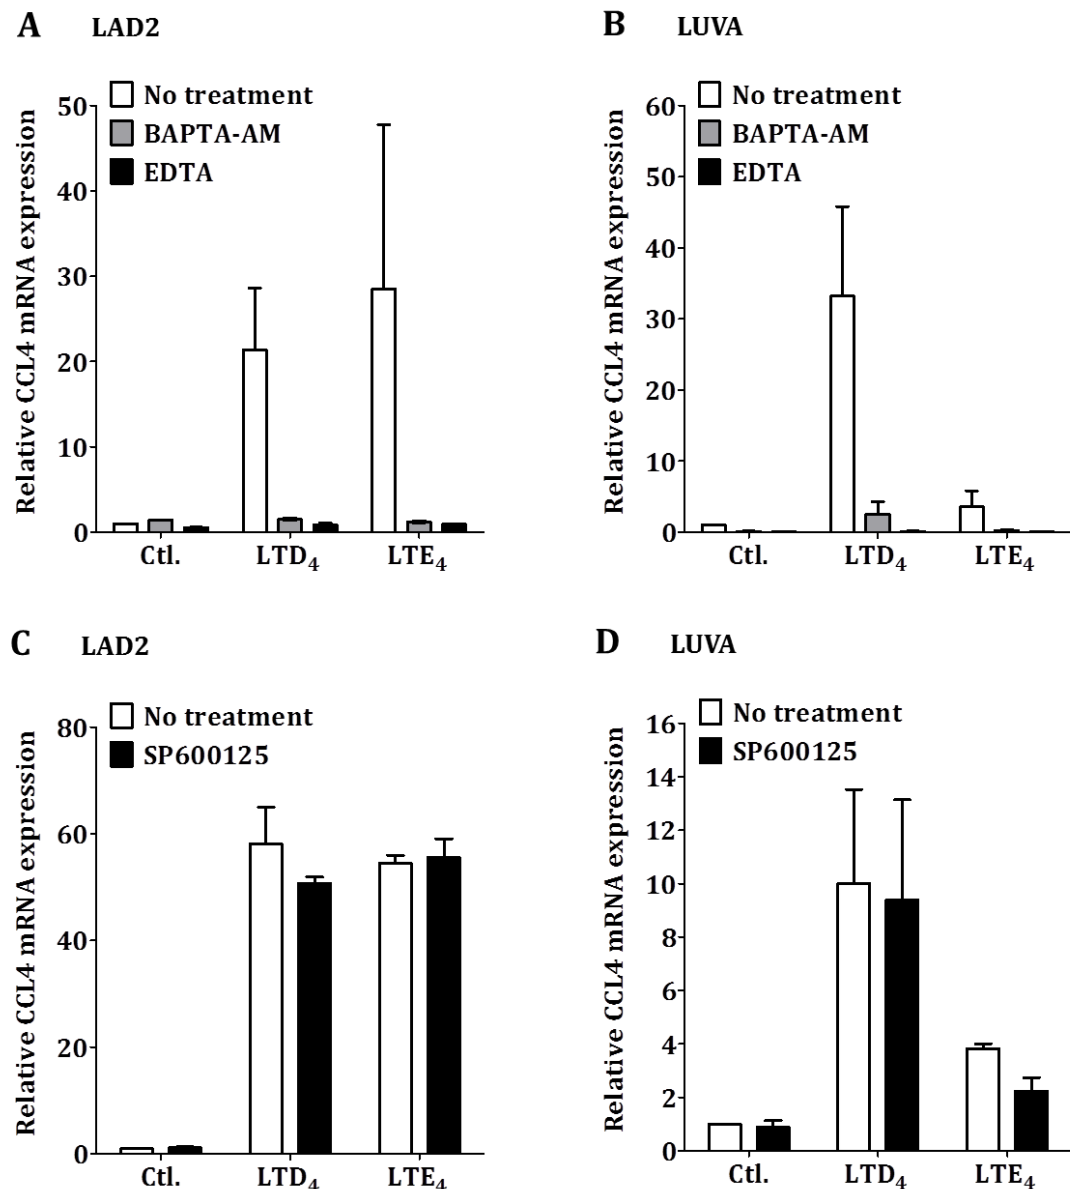 A LAD2
No treatment
BAPTA-AM
EDTA
Relative CCL4 mRNA expression
50
40
30
20
10
0
Ctl. LTD4 LTE4
B LUVA
No treatment
BAPTA-AM
EDTA
Relative CCL4 mRNA expression
60
50
40
30
20
10
0
Ctl. LTD4 LTE4
C LAD2
No treatment
SP600125
Relative CCL4 mRNA expression
80
60
40
20
0
Ctl. LTD4 LTE4
D LUVA
No treatment
SP600125
Relative CCL4 mRNA expression
16
14
12
10
8
6
4
2
0
Ctl. LTD4 LTE4